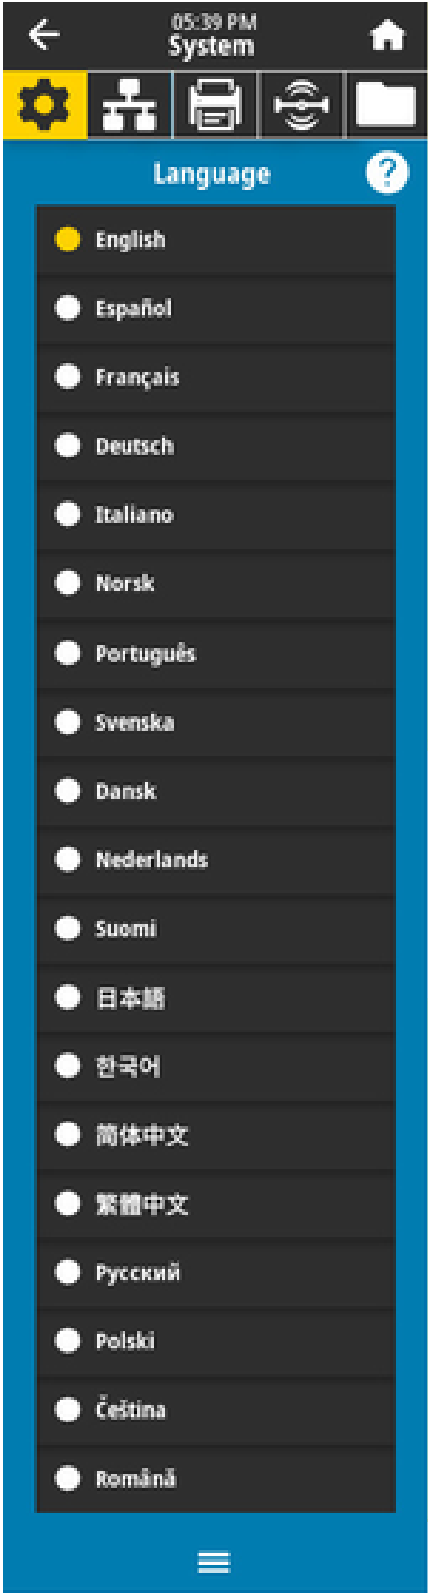 05:39 PM
System
Language
?
English
Español
Français
Deutsch
Italiano
Norsk
Português
Svenska
Dansk
Nederlands
Suomi
日本語
한국어
简体中文
繁體中文
Русский
Polski
Čeština
Română